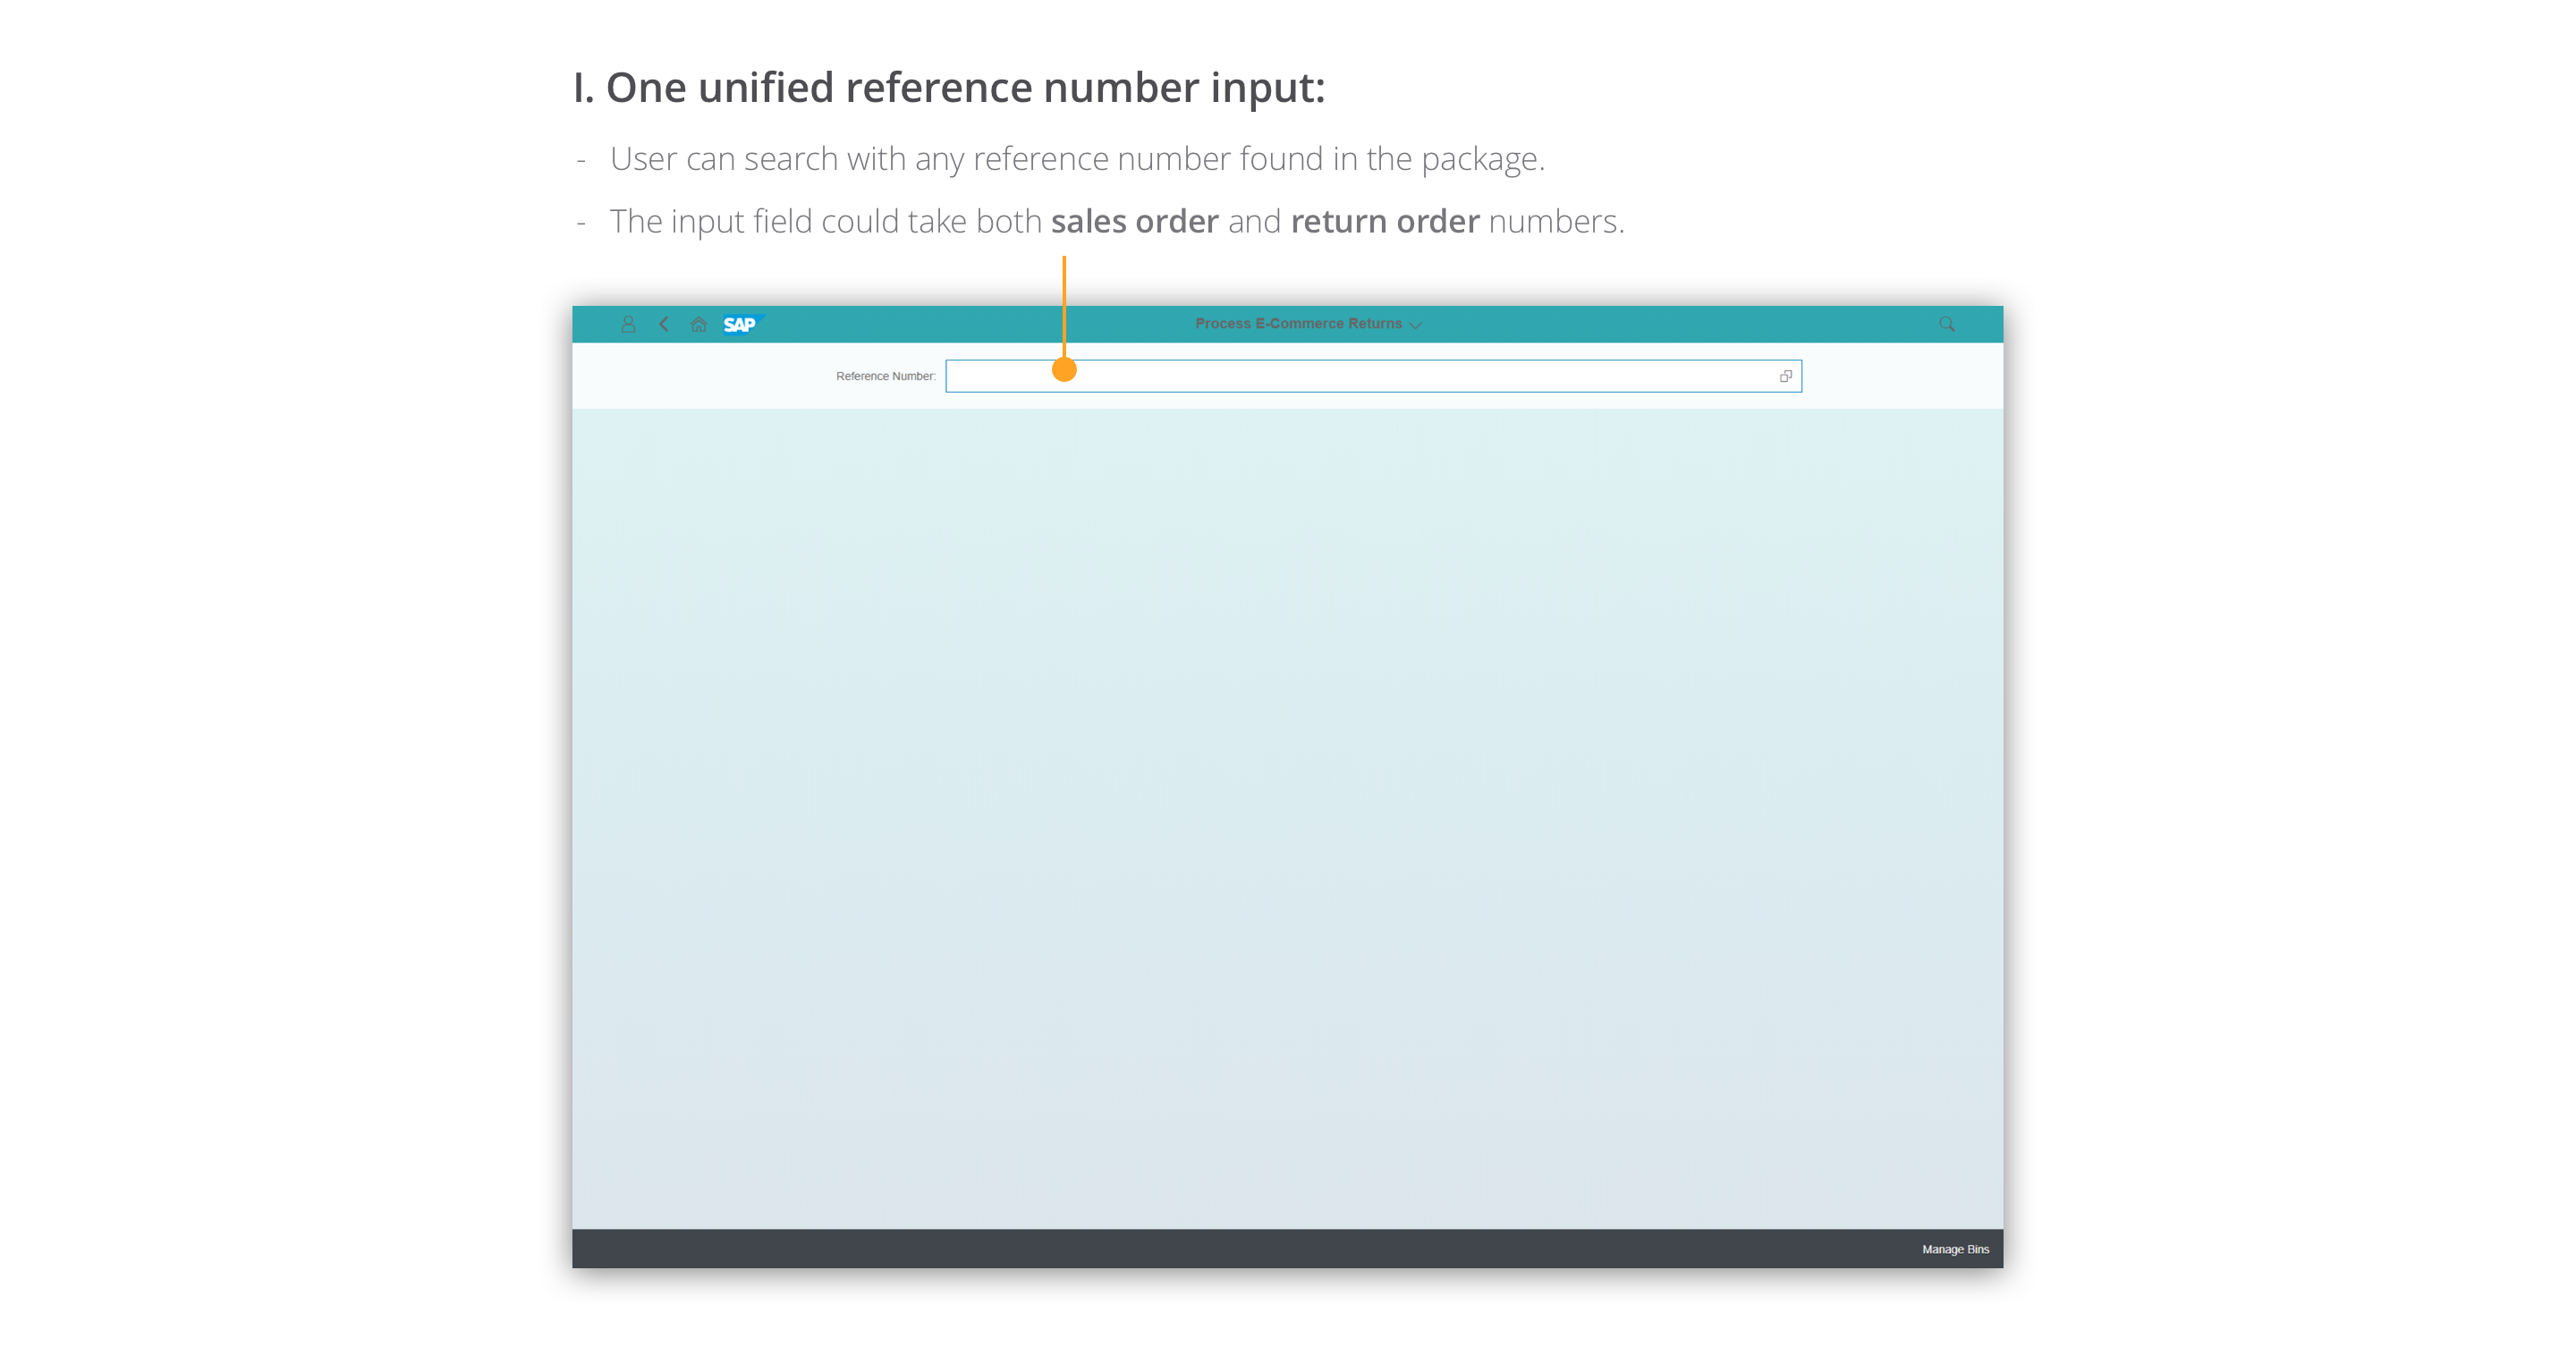 I. One unified reference number input:
- User can search with any reference number found in the package.
- The input field could take both sales order and return order numbers.
SAP
Process E-Commerce Returns
Reference Number:
Manage Bins